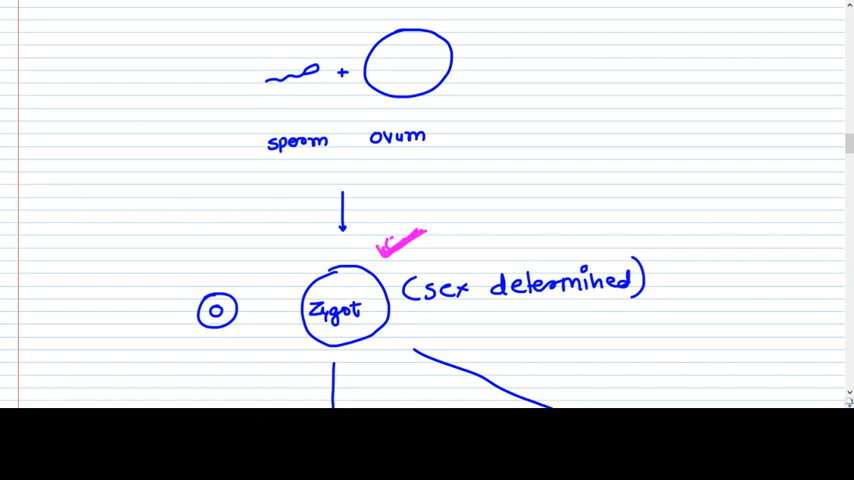 +
sperm ovum
(sex determined)
Zygot